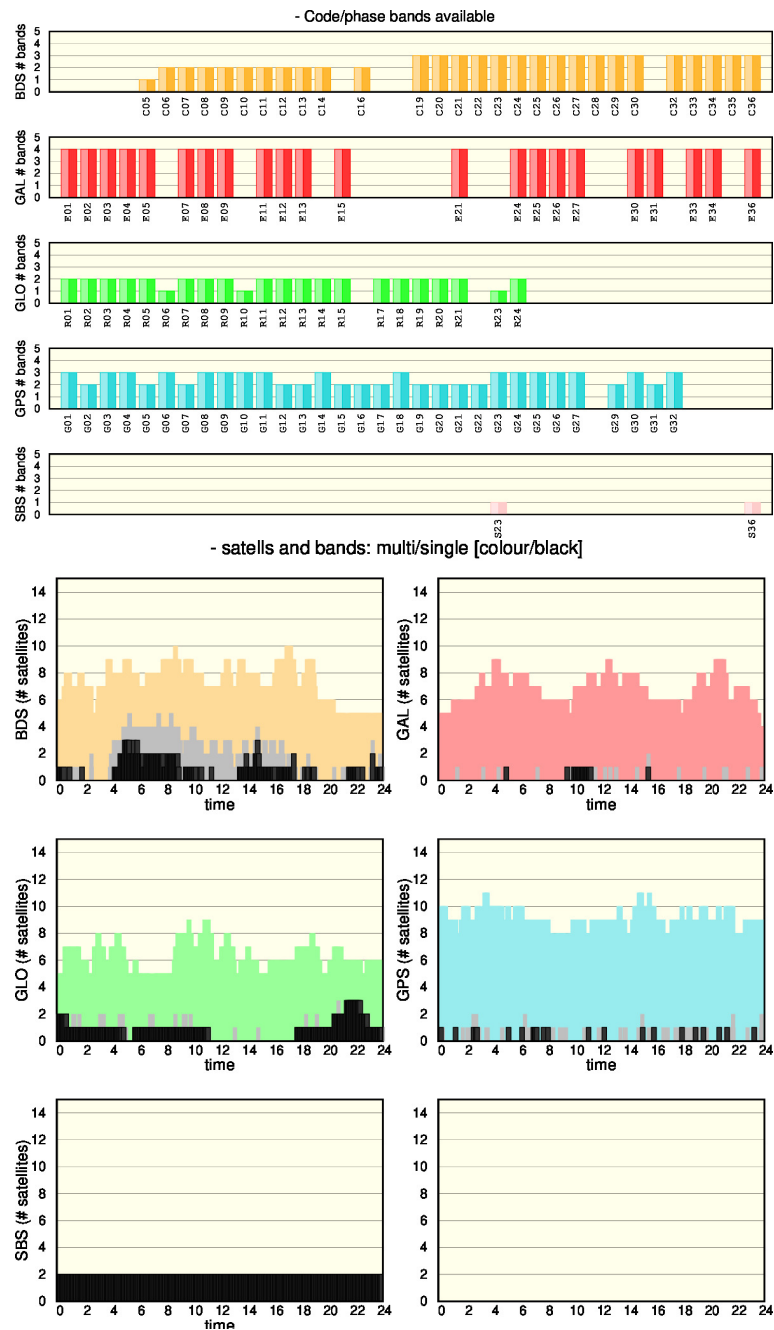 - Code/phase bands available
BDS # bands
5
4
3
2
1
0
C05 C06 C07 C08 C09 C10 C11 C12 C13 C14 C16 C19 C20 C21 C22 C23 C24 C25 C26 C27 C28 C29 C30 C32 C33 C34 C35 C36
GAL # bands
5
4
3
2
1
0
E01 E02 E03 E04 E05 E07 E08 E09 E11 E12 E13 E15 E21 E24 E25 E26 E27 E30 E31 E33 E34 E36
GLO # bands
5
4
3
2
1
0
R01 R02 R03 R04 R05 R06 R07 R08 R09 R10 R11 R12 R13 R14 R15 R17 R18 R19 R20 R21 R23 R24
GPS # bands
5
4
3
2
1
0
G01 G02 G03 G04 G05 G06 G07 G08 G09 G10 G11 G12 G13 G14 G15 G16 G17 G18 G19 G20 G21 G22 G23 G24 G25 G26 G27 G29 G30 G31 G32
SBS # bands
5
4
3
2
1
0
S23 S36
- satells and bands: multi/single [colour/black]
BDS (# satellites)
14
12
10
8
6
4
2
0
0 2 4 6 8 10 12 14 16 18 20 22 24
time
GAL (# satellites)
14
12
10
8
6
4
2
0
0 2 4 6 8 10 12 14 16 18 20 22 24
time
GLO (# satellites)
14
12
10
8
6
4
2
0
0 2 4 6 8 10 12 14 16 18 20 22 24
time
GPS (# satellites)
14
12
10
8
6
4
2
0
0 2 4 6 8 10 12 14 16 18 20 22 24
time
SBS (# satellites)
14
12
10
8
6
4
2
0
0 2 4 6 8 10 12 14 16 18 20 22 24
time
14
12
10
8
6
4
2
0
0 2 4 6 8 10 12 14 16 18 20 22 24